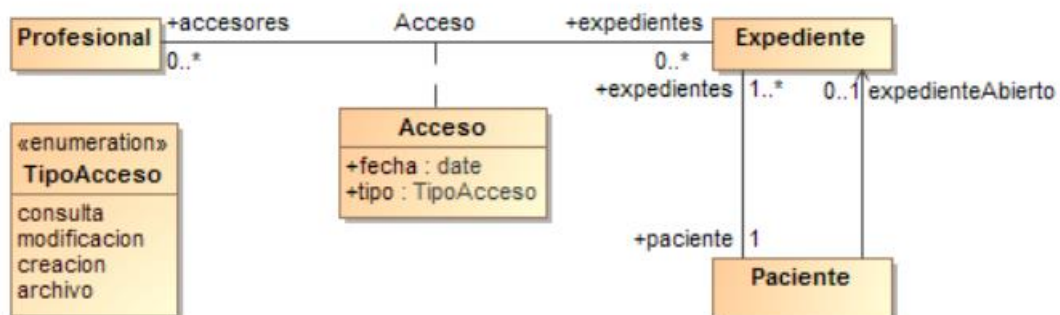 Profesional
+accesores
Acceso
+expedientes
Expediente
0..*
0..*
+expedientes
1..*
0..1
expedienteAbierto
«enumeration»
TipoAcceso
consulta
modificacion
creacion
archivo
Acceso
+fecha : date
+tipo : TipoAcceso
+paciente
1
Paciente